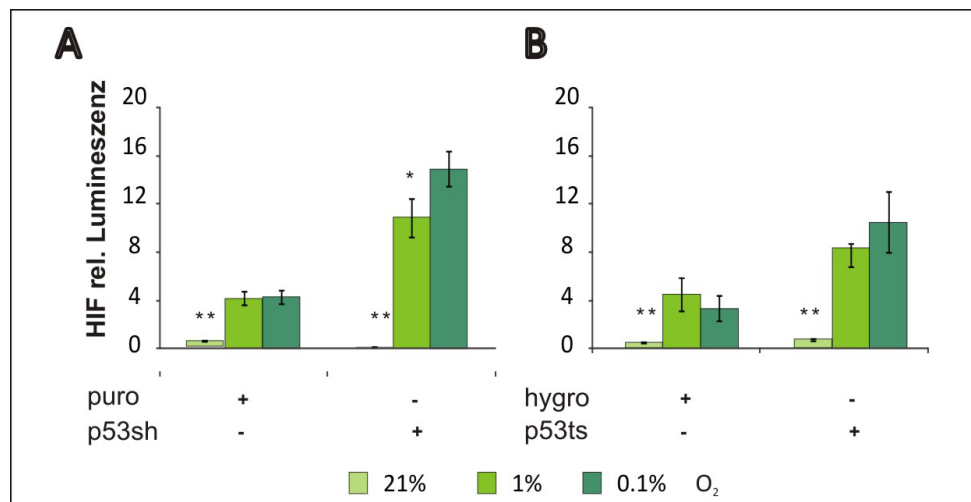 A
B
HIF rel. Lumineszenz
20
16
12
8
4
0
* *
* *
*
20
16
12
8
4
0
* *
* *
puro + -
p53sh - +
hygro + -
p53ts - +
21% 1% 0.1% O₂